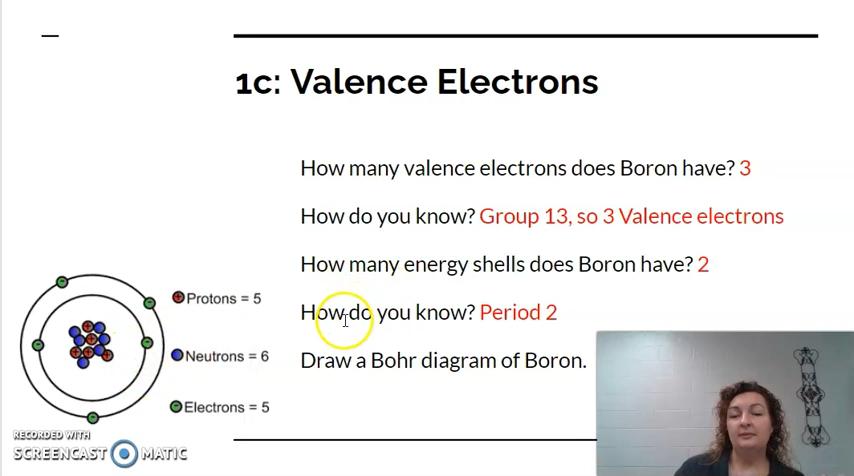 1c: Valence Electrons
How many valence electrons does Boron have? 3
How do you know? Group 13, so 3 Valence electrons
How many energy shells does Boron have? 2
How do you know? Period 2
Draw a Bohr diagram of Boron.
Protons = 5
Neutrons = 6
Electrons = 5
RECORDED WITH
SCREENCAST MATIC